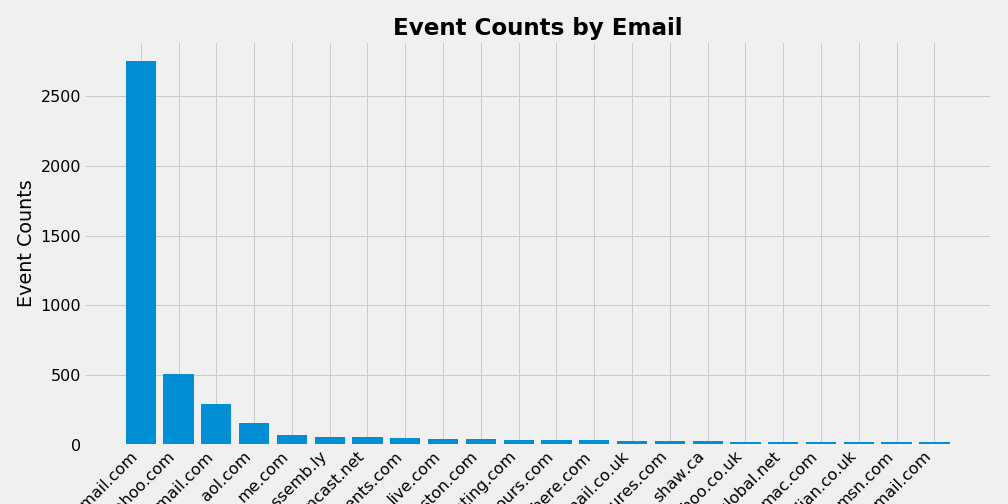 Event Counts by Email
Event Counts
2500
2000
1500
1000
500
0
mail.com
hoo.com
mail.com
aol.com
me.com
ssemb.ly
cast.net
ents.com
live.com
ston.com
ting.com
ours.com
here.com
ail.co.uk
ures.com
shaw.ca
oo.co.uk
lobal.net
mac.com
ian.co.uk
msn.com
mail.com